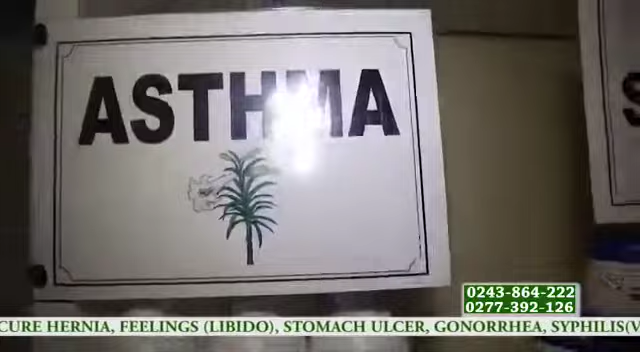 ASTHMA
S
0243-864-222
0277-392-126
CURE HERNIA, FEELINGS (LIBIDO), STOMACH ULCER, GONORRHEA, SYPHILIS(V